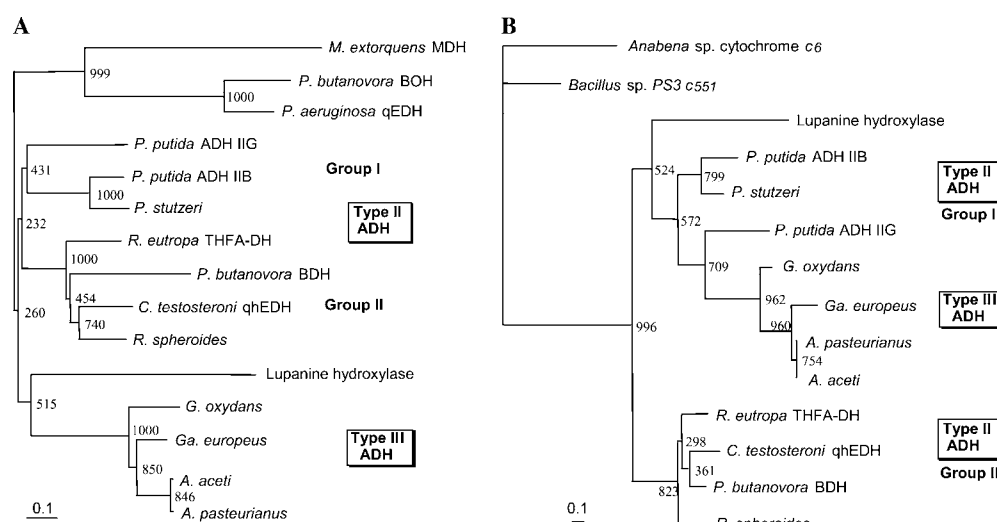 A
M. extorquens MDH
999
P. butanovora BOH
1000
P. aeruginosa qEDH
P. putida ADH IIG
431
Group I
P. putida ADH IIB
1000
P. stutzeri
Type II
ADH
232
R. eutropa THFA-DH
1000
P. butanovora BDH
454
C. testosteroni qhEDH
Group II
260
740
R. spheroides
Lupanine hydroxylase
515
G. oxydans
1000
Ga. europeus
Type III
ADH
850
A. aceti
846
A. pasteurianus
0.1
B
Anabena sp. cytochrome c6
Bacillus sp. PS3 c551
Lupanine hydroxylase
524
P. putida ADH IIB
799
P. stutzeri
Type II
ADH
Group I
572
P. putida ADH IIG
709
G. oxydans
962
Ga. europeus
Type III
ADH
960
996
A. pasteurianus
754
A. aceti
R. eutropa THFA-DH
298
C. testosteroni qhEDH
Type II
ADH
Group II
361
P. butanovora BDH
823
R. spheroides
0.1